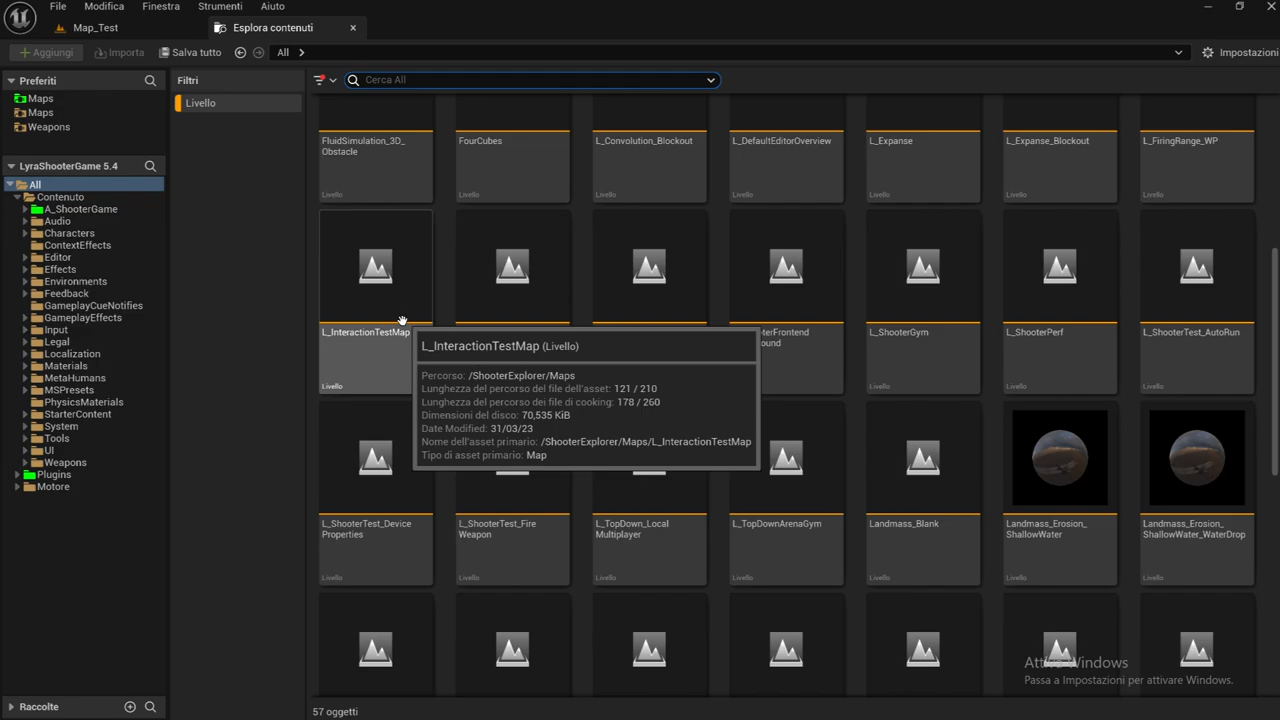 File Modifica Finestra Strumenti Aiuto
Map_Test Esplora contenuti
Aggiungi Importa Salva tutto All Impostazioni
Preferiti
Maps
Maps
Weapons
Filtri
Livello
Cerca All
LyraShooterGame 5.4
All
Contenuto
A_ShooterGame
Audio
Characters
ContextEffects
Editor
Effects
Environments
Feedback
GameplayCueNotifies
GameplayEffects
Input
Legal
Localization
Materials
MetaHumans
MSPresets
PhysicsMaterials
StarterContent
System
Tools
UI
Weapons
Plugins
Motore
Raccolte
FluidSimulation_3D_
Obstacle
Livello
FourCubes
Livello
L_Convolution_Blockout
Livello
L_DefaultEditorOverview
Livello
L_Expanse
Livello
L_Expanse_Blockout
Livello
L_FiringRange_WP
Livello
L_InteractionTestMap
Livello
L_ShooterGym
Livello
L_ShooterPerf
Livello
L_ShooterTest_AutoRun
Livello
L_InteractionTestMap (Livello)
Percorso: /ShooterExplorer/Maps
Lunghezza del percorso del file dell'asset: 121 / 210
Lunghezza del percorso dei file di cooking: 178 / 260
Dimensioni del disco: 70,535 KiB
Date Modified: 31/03/23
Nome dell'asset primario: /ShooterExplorer/Maps/L_InteractionTestMap
Tipo di asset primario: Map
L_ShooterTest_Device
Properties
Livello
L_ShooterTest_Fire
Weapon
Livello
L_TopDown_Local
Multiplayer
Livello
L_TopDownArenaGym
Livello
Landmass_Blank
Livello
Landmass_Erosion_
ShallowWater
Livello
Landmass_Erosion_
ShallowWater_WaterDrop
Livello
Windows
Passa a Impostazioni per attivare Windows.
57 oggetti